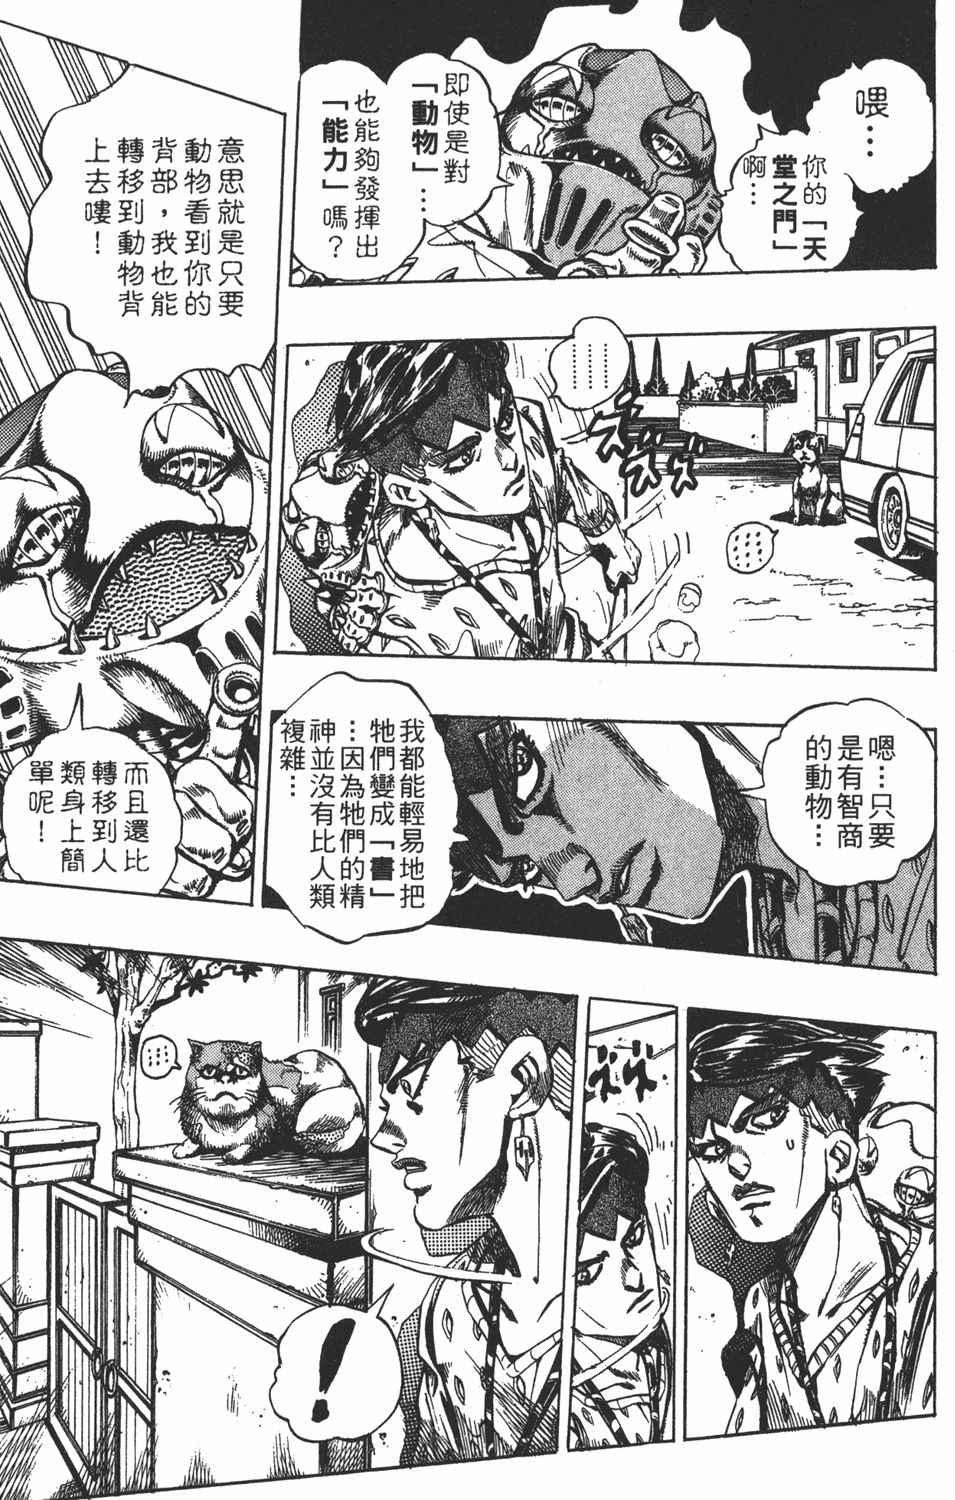 喂…
你的「天
堂之門」
啊…
即使是對
「動物」…
也能夠發揮出
「能力」嗎？
意思就是只要
動物看到你的
背部，我也能
轉移到動物背
上去嘍！
………
………
ズズズ
嗯…只要
是有智商
的動物…
我都能輕易地把
牠們變成「書」
…因為牠們的精
神並沒有比人類
複雜…
而且還比
轉移到人
類身上簡
單呢！
ズズ
！